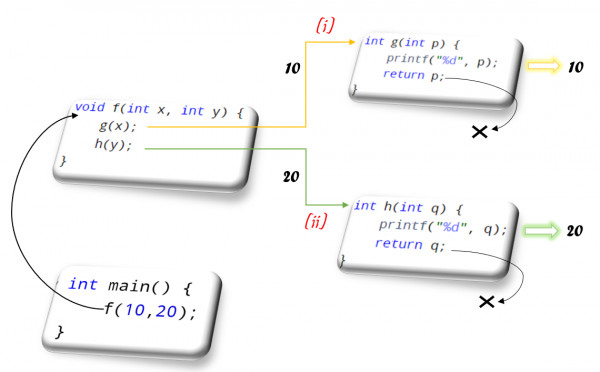 (i)
int g(int p) {
printf("%d", p);
return p;
}
10
10
void f(int x, int y) {
g(x);
h(y);
}
20
(ii)
int h(int q) {
printf("%d", q);
return q;
}
20
int main() {
f(10,20);
}